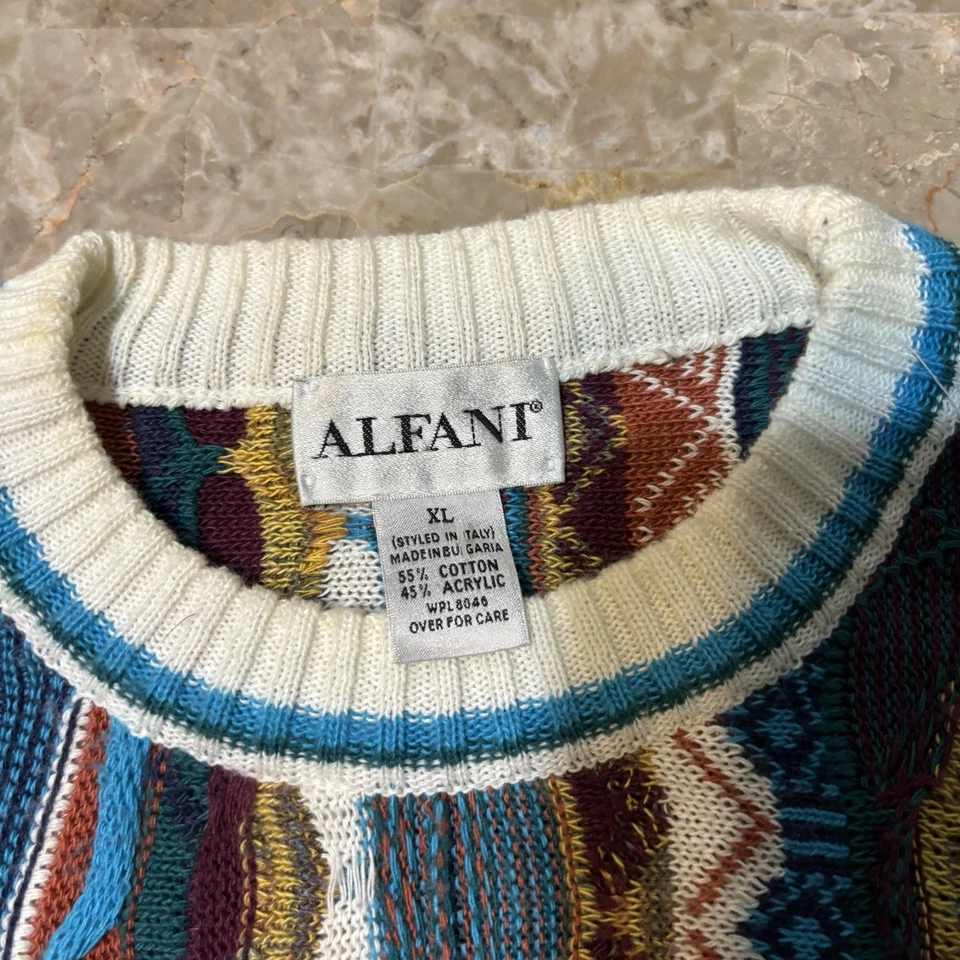 ALFANI®
XL
(STYLED IN ITALY)
MADE IN BULGARIA
55% COTTON
45% ACRYLIC
WPL 8046
OVER FOR CARE